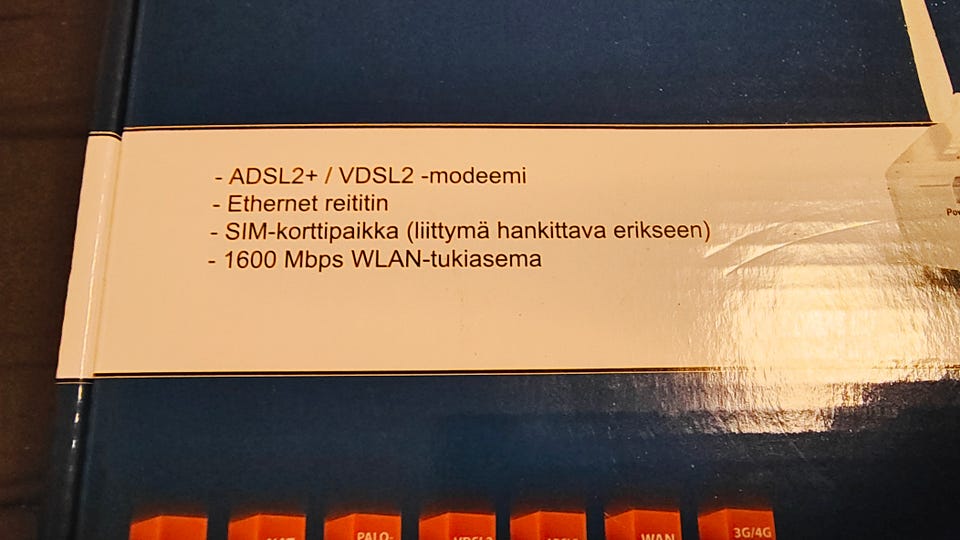 - ADSL2+ / VDSL2 -modeemi
- Ethernet reititin
- SIM-korttipaikka (liittymä hankittava erikseen)
- 1600 Mbps WLAN-tukiasema
PALO-
WAN
3G/4G